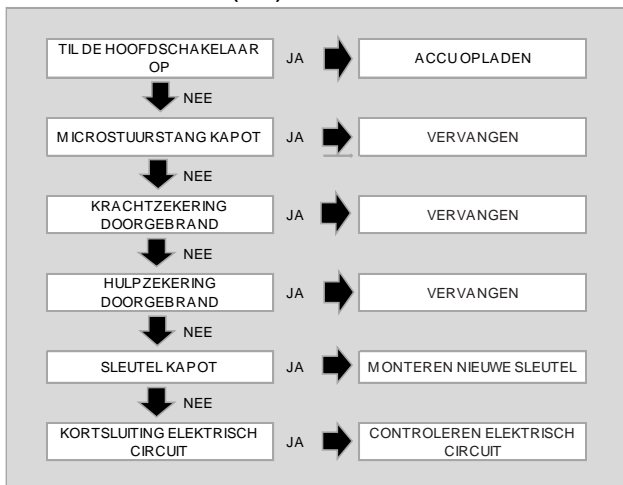 TIL DE HOOFDSCHAKELAAR
OP
JA
ACCU OPLADEN
NEE
MICROSTUURSTANG KAPOT
JA
VERVANGEN
NEE
KRACHTZEKERING
DOORGEBRAND
JA
VERVANGEN
NEE
HULPZEKERING
DOORGEBRAND
JA
VERVANGEN
NEE
SLEUTEL KAPOT
JA
MONTEREN NIEUWE SLEUTEL
NEE
KORTSLUITING ELEKTRISCH
CIRCUIT
JA
CONTROLEREN ELEKTRISCH
CIRCUIT